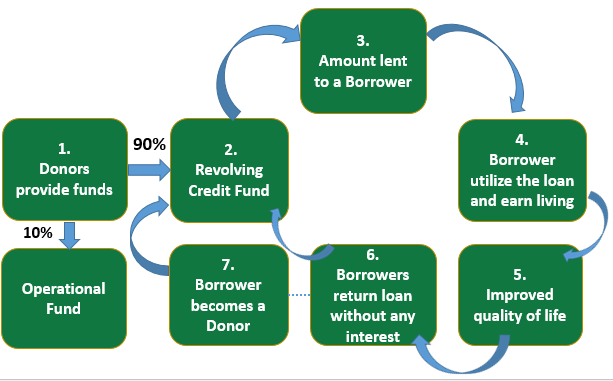 3.
Amount lent
to a Borrower
1.
Donors
provide funds
90%
2.
Revolving
Credit Fund
4.
Borrower
utilize the loan
and earn living
10%
Operational
Fund
7.
Borrower
becomes a
Donor
6.
Borrowers
return loan
without any
interest
5.
Improved
quality of life